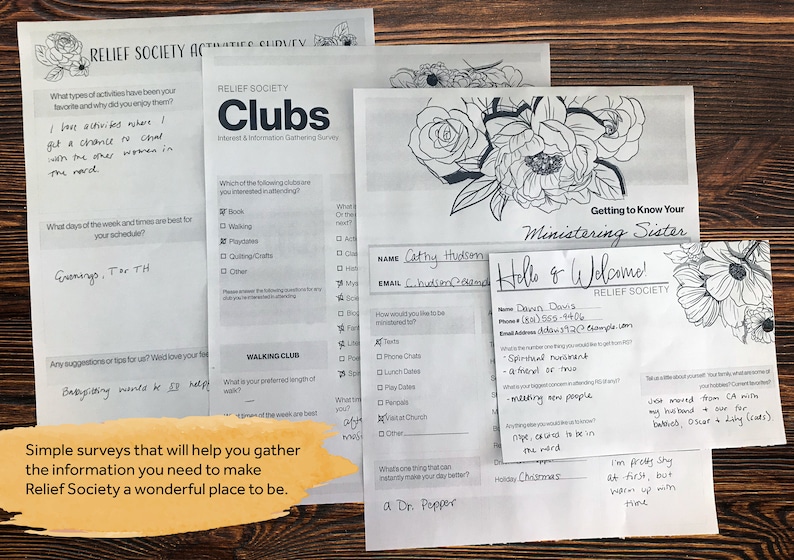 RELIEF SOCIETY ACTIVITIES SURVEY
What types of activities have been your
favorite and why did you enjoy them?
I love activities where I
get a chance to chat
with the other women in
the ward.
What days of the week and times are best for
your schedule?
Evenings, T or TH
Any suggestions or tips for us? We'd love your
Babysitting would be SO
RELIEF SOCIETY
Clubs
Interest & Information Gathering Survey
Which of the following clubs are
you interested in attending?
Book
Walking
Playdates
Quilting/Crafts
Other
Please answer the following questions for any
club you're interested in attending
WALKING CLUB
What is your preferred length of
walk?
What times of the week are best
What
Or the
next?
Getting to Know Your
Ministering Sister
NAME Cathy Hudson
EMAIL
How would you like to be
ministered to?
Texts
Phone Chats
Lunch Dates
Play Dates
Penpals
Visit at Church
Other
What's one thing that can
instantly make your day better?
a Dr. Pepper
Holiday Christmas
I'm pretty shy
at first, but
warm up with
time
Hello & Welcome!
RELIEF SOCIETY
Name Dawn Davis
Phone # (801) 555-9406
Email Address ddavis92@example.com
What is the number one thing you would like to get from RS?
- Spiritual nurisment
- a friend or two
What is your biggest concern in attending RS (if any)?
- meeting new people
Anything else you would like us to know?
nope, excited to be in
the ward
Tell us a little about yourself. Your family, what are some of
your hobbies? Current favorites?
Just moved from CA with
my husband + our fur
babies, Oscar + Lily (cats).
Simple surveys that will help you gather
the information you need to make
Relief Society a wonderful place to be.